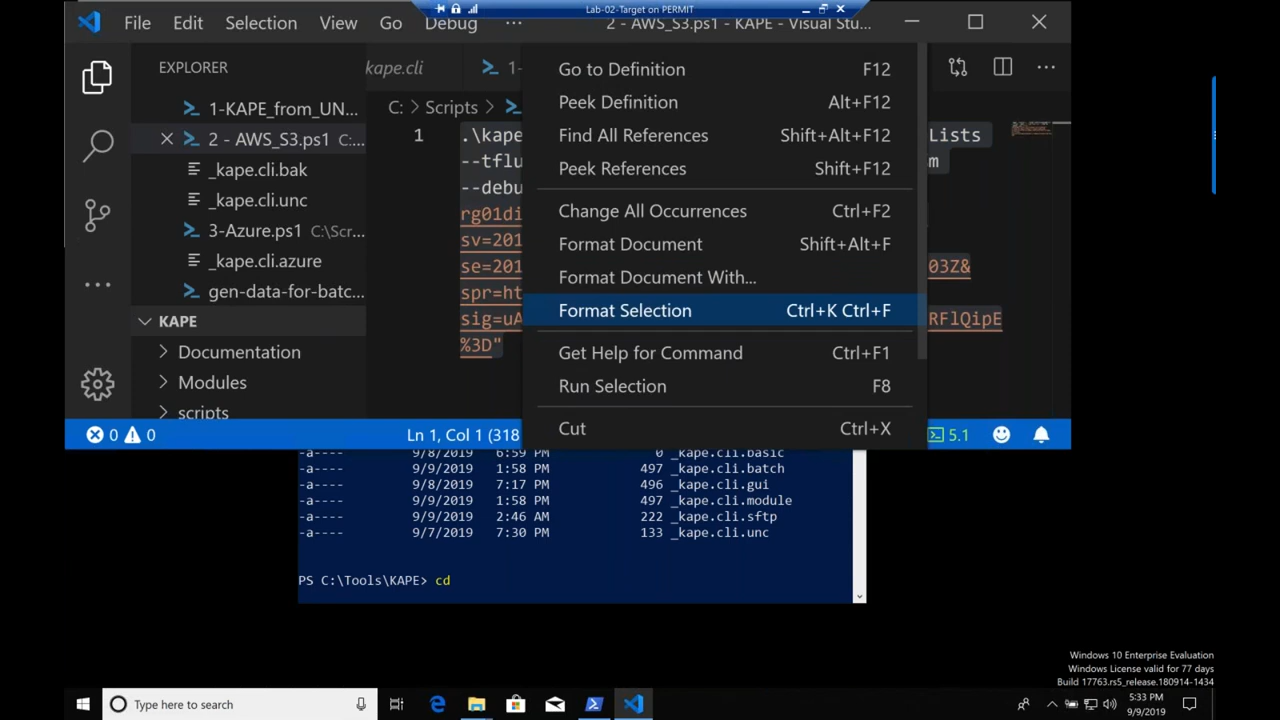 Lab-02-Target on PERMIT
File Edit Selection View Go Debug ··· 2 - AWS_S3.ps1 - KAPE - Visual Stu...
EXPLORER
kape.cli 1-
1-KAPE_from_UN...
2 - AWS_S3.ps1 C:...
_kape.cli.bak
_kape.cli.unc
3-Azure.ps1 C:\Scr...
_kape.cli.azure
gen-data-for-batc...
KAPE
Documentation
Modules
scripts
C: > Scripts >
1 .\kape Lists
--tflu m
--debu
rg01di
sv=201
se=201 03Z&
spr=ht
sig=uA RFlQipE
%3D"
Go to Definition F12
Peek Definition Alt+F12
Find All References Shift+Alt+F12
Peek References Shift+F12
Change All Occurrences Ctrl+F2
Format Document Shift+Alt+F
Format Document With...
Format Selection Ctrl+K Ctrl+F
Get Help for Command Ctrl+F1
Run Selection F8
Cut Ctrl+X
0 0 Ln 1, Col 1 (318 5.1
-a---- 9/8/2019 6:59 PM 0 _kape.cli.basic
-a---- 9/9/2019 1:58 PM 497 _kape.cli.batch
-a---- 9/8/2019 7:17 PM 496 _kape.cli.gui
-a---- 9/9/2019 1:58 PM 497 _kape.cli.module
-a---- 9/9/2019 2:46 AM 222 _kape.cli.sftp
-a---- 9/7/2019 7:30 PM 133 _kape.cli.unc
PS C:\Tools\KAPE> cd
Windows 10 Enterprise Evaluation
Windows License valid for 77 days
Build 17763.rs5_release.180914-1434
Type here to search
5:33 PM
9/9/2019